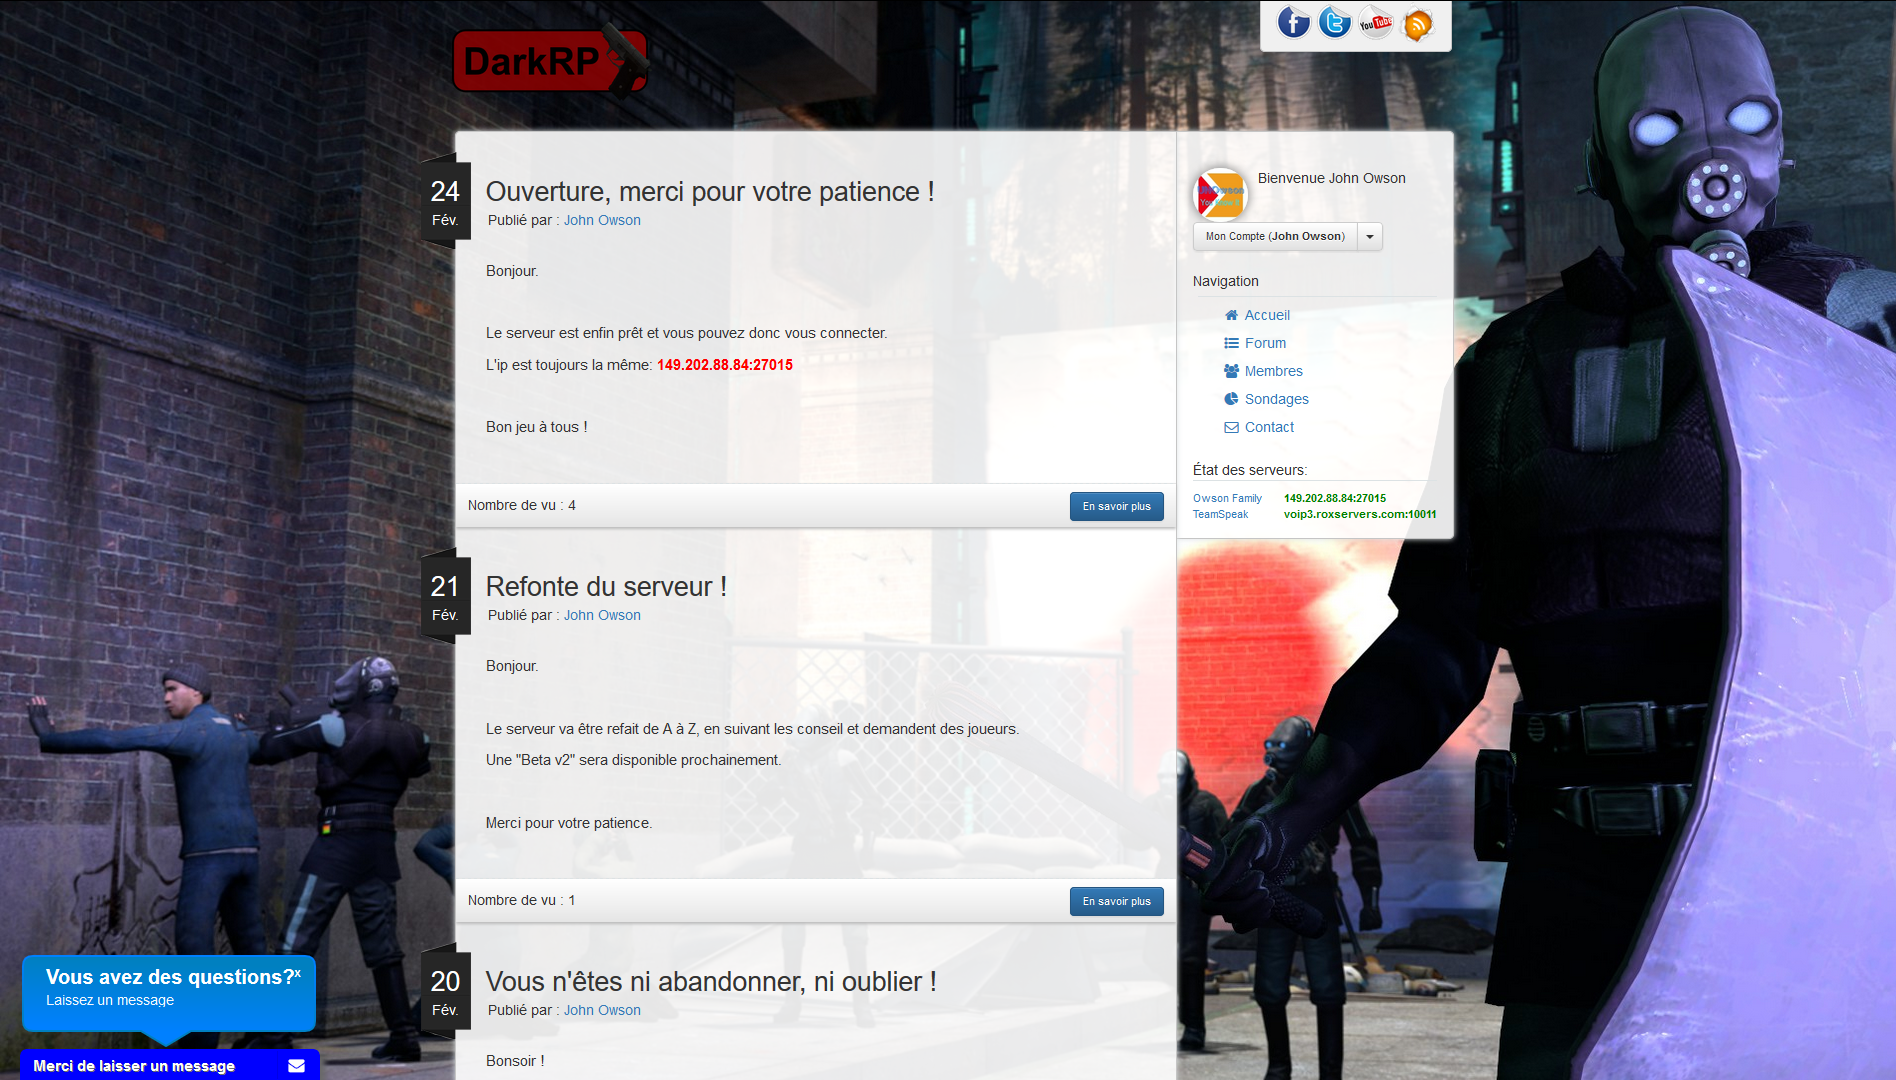 DarkRP
You Tube
24
Fév.
Ouverture, merci pour votre patience !
Publié par : John Owson
Bonjour.
Le serveur est enfin prêt et vous pouvez donc vous connecter.
L'ip est toujours la même: 149.202.88.84:27015
Bon jeu à tous !
Nombre de vu : 4
En savoir plus
21
Fév.
Refonte du serveur !
Publié par : John Owson
Bonjour.
Le serveur va être refait de A à Z, en suivant les conseil et demandent des joueurs.
Une "Beta v2" sera disponible prochainement.
Merci pour votre patience.
Nombre de vu : 1
En savoir plus
20
Fév.
Vous n'êtes ni abandonner, ni oublier !
Publié par : John Owson
Bonsoir !
Bienvenue John Owson
Mon Compte (John Owson)
Navigation
Accueil
Forum
Membres
Sondages
Contact
État des serveurs:
Owson Family 149.202.88.84:27015
TeamSpeak voip3.roxservers.com:10011
Vous avez des questions?x
Laissez un message
Merci de laisser un message